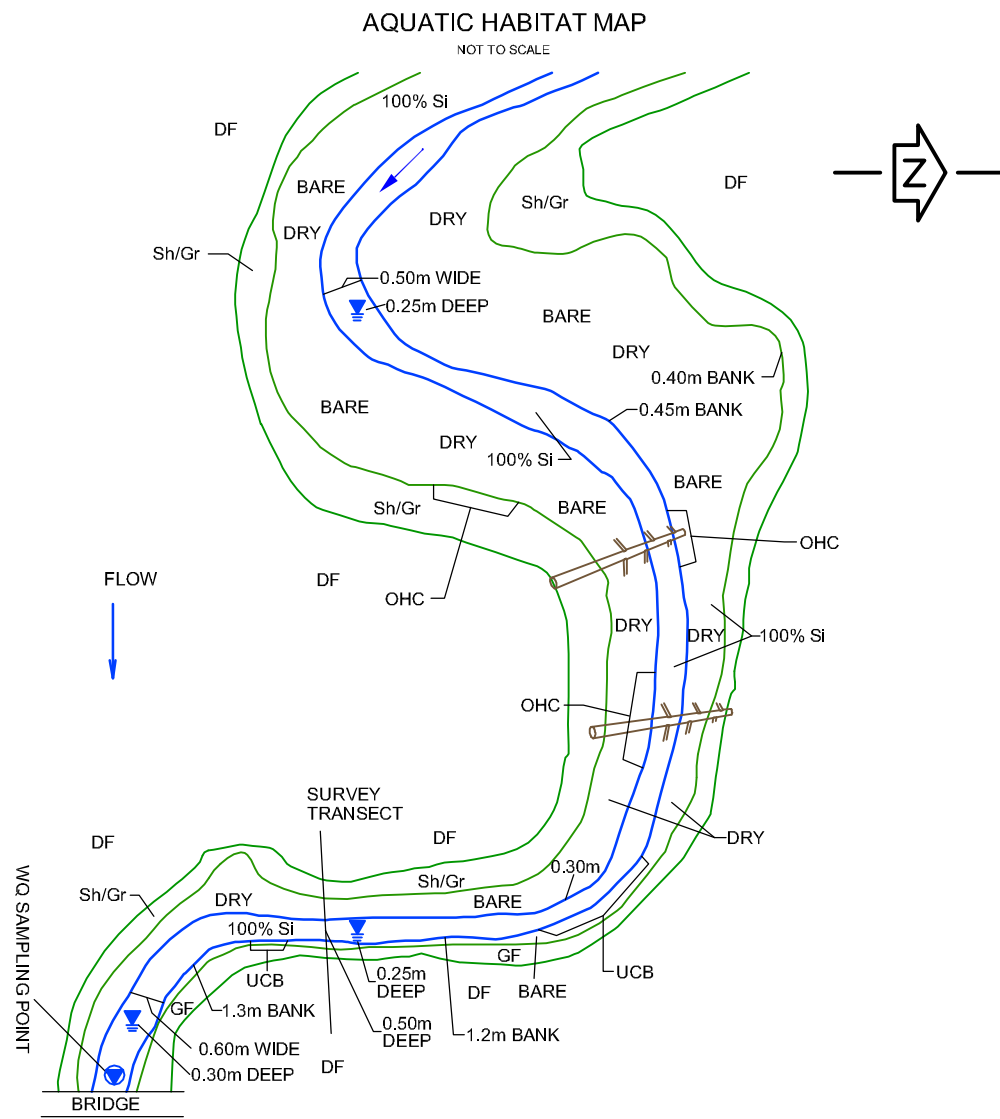 AQUATIC HABITAT MAP
NOT TO SCALE
100% Si
DF
BARE
DF
Z
Sh/Gr
DRY
DRY
Sh/Gr
0.50m WIDE
0.25m DEEP
BARE
DRY
0.40m BANK
BARE
0.45m BANK
DRY
100% Si
BARE
Sh/Gr
BARE
OHC
FLOW
DF
OHC
DRY
DRY
100% Si
OHC
SURVEY
TRANSECT
DF
DF
DRY
0.30m
WQ SAMPLING POINT
Sh/Gr
Sh/Gr
DRY
BARE
100% Si
GF
UCB
0.25m
DEEP
DF
BARE
UCB
GF
1.3m BANK
0.50m
DEEP
1.2m BANK
0.60m WIDE
0.30m DEEP
DF
BRIDGE